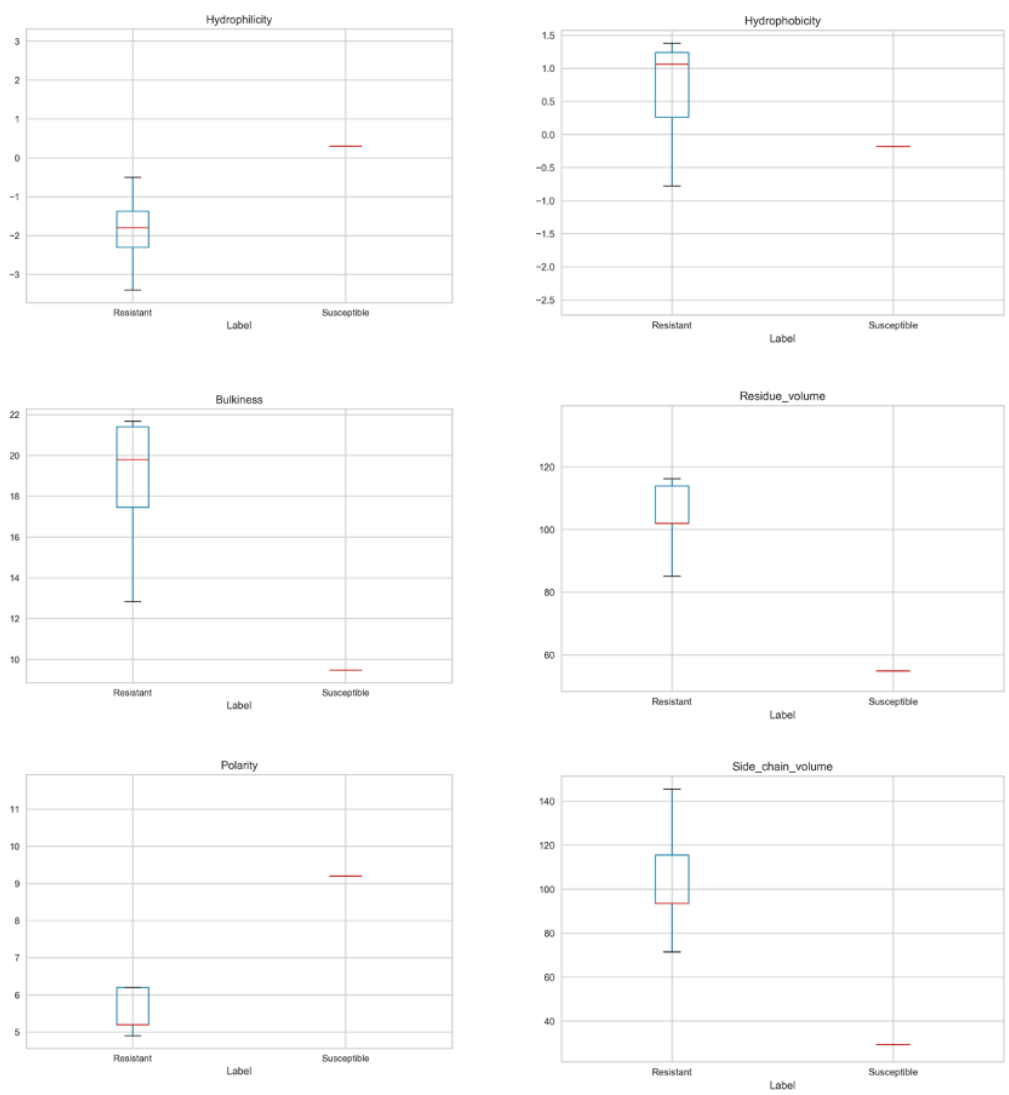 Hydrophilicity
3
2
1
0
−1
−2
−3
Resistant Susceptible
Label
Hydrophobicity
1.5
1.0
0.5
0.0
−0.5
−1.0
−1.5
−2.0
−2.5
Resistant Susceptible
Label
Bulkiness
22
20
18
16
14
12
10
Resistant Susceptible
Label
Residue_volume
120
100
80
60
Resistant Susceptible
Label
Polarity
11
10
9
8
7
6
5
Resistant Susceptible
Label
Side_chain_volume
140
120
100
80
60
40
Resistant Susceptible
Label